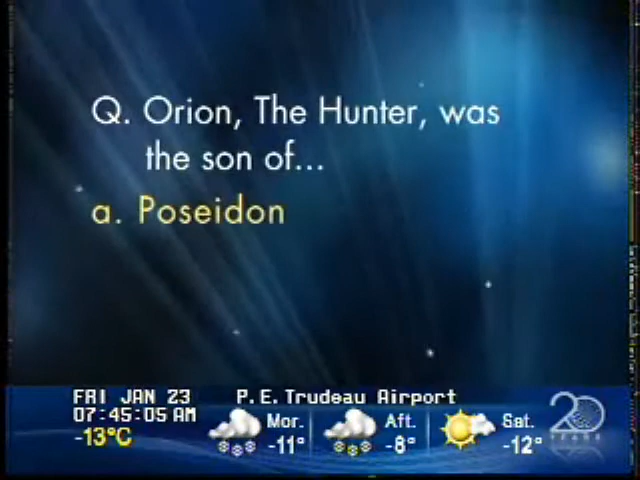 Q. Orion, The Hunter, was
the son of...
a. Poseidon
FRI JAN 23
07:45:05 AM
-13°C
P.E.Trudeau Airport
Mor.
-11°
Aft.
-8°
Sat.
-12°
20
YEARS